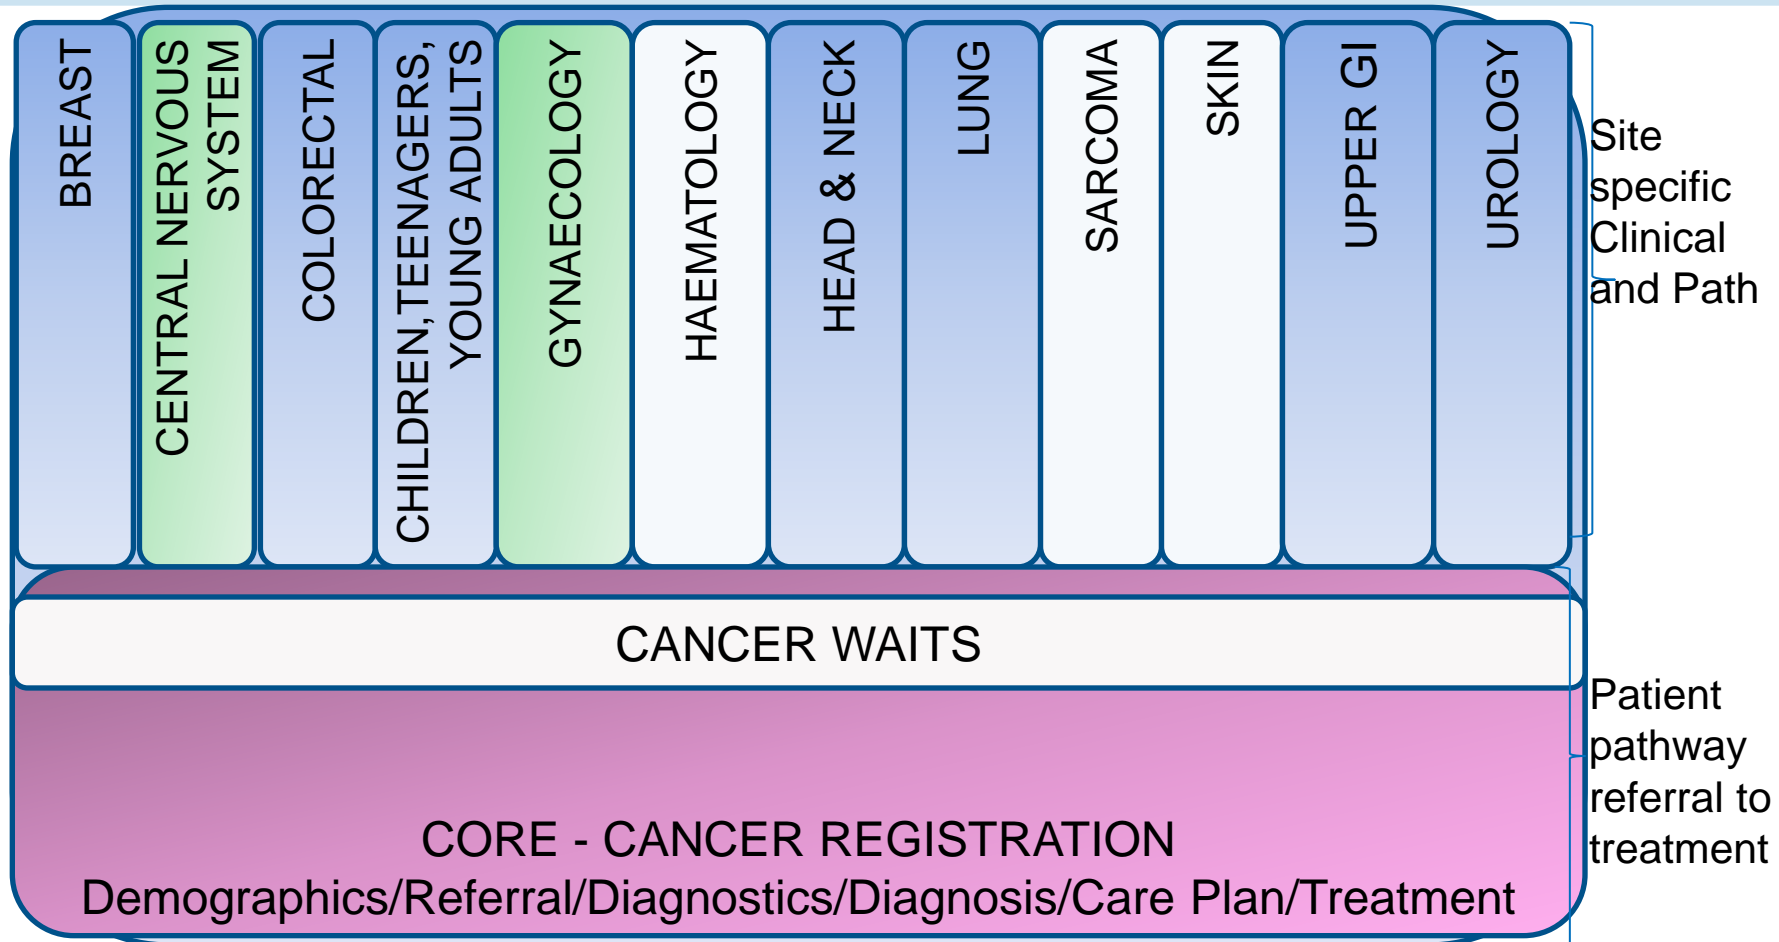 BREAST
CENTRAL NERVOUS
SYSTEM
COLORECTAL
CHILDREN,TEENAGERS,
YOUNG ADULTS
GYNAECOLOGY
HAEMATOLOGY
HEAD & NECK
LUNG
SARCOMA
SKIN
UPPER GI
UROLOGY
Site
specific
Clinical
and Path
CANCER WAITS
Patient
pathway
referral to
treatment
CORE - CANCER REGISTRATION
Demographics/Referral/Diagnostics/Diagnosis/Care Plan/Treatment